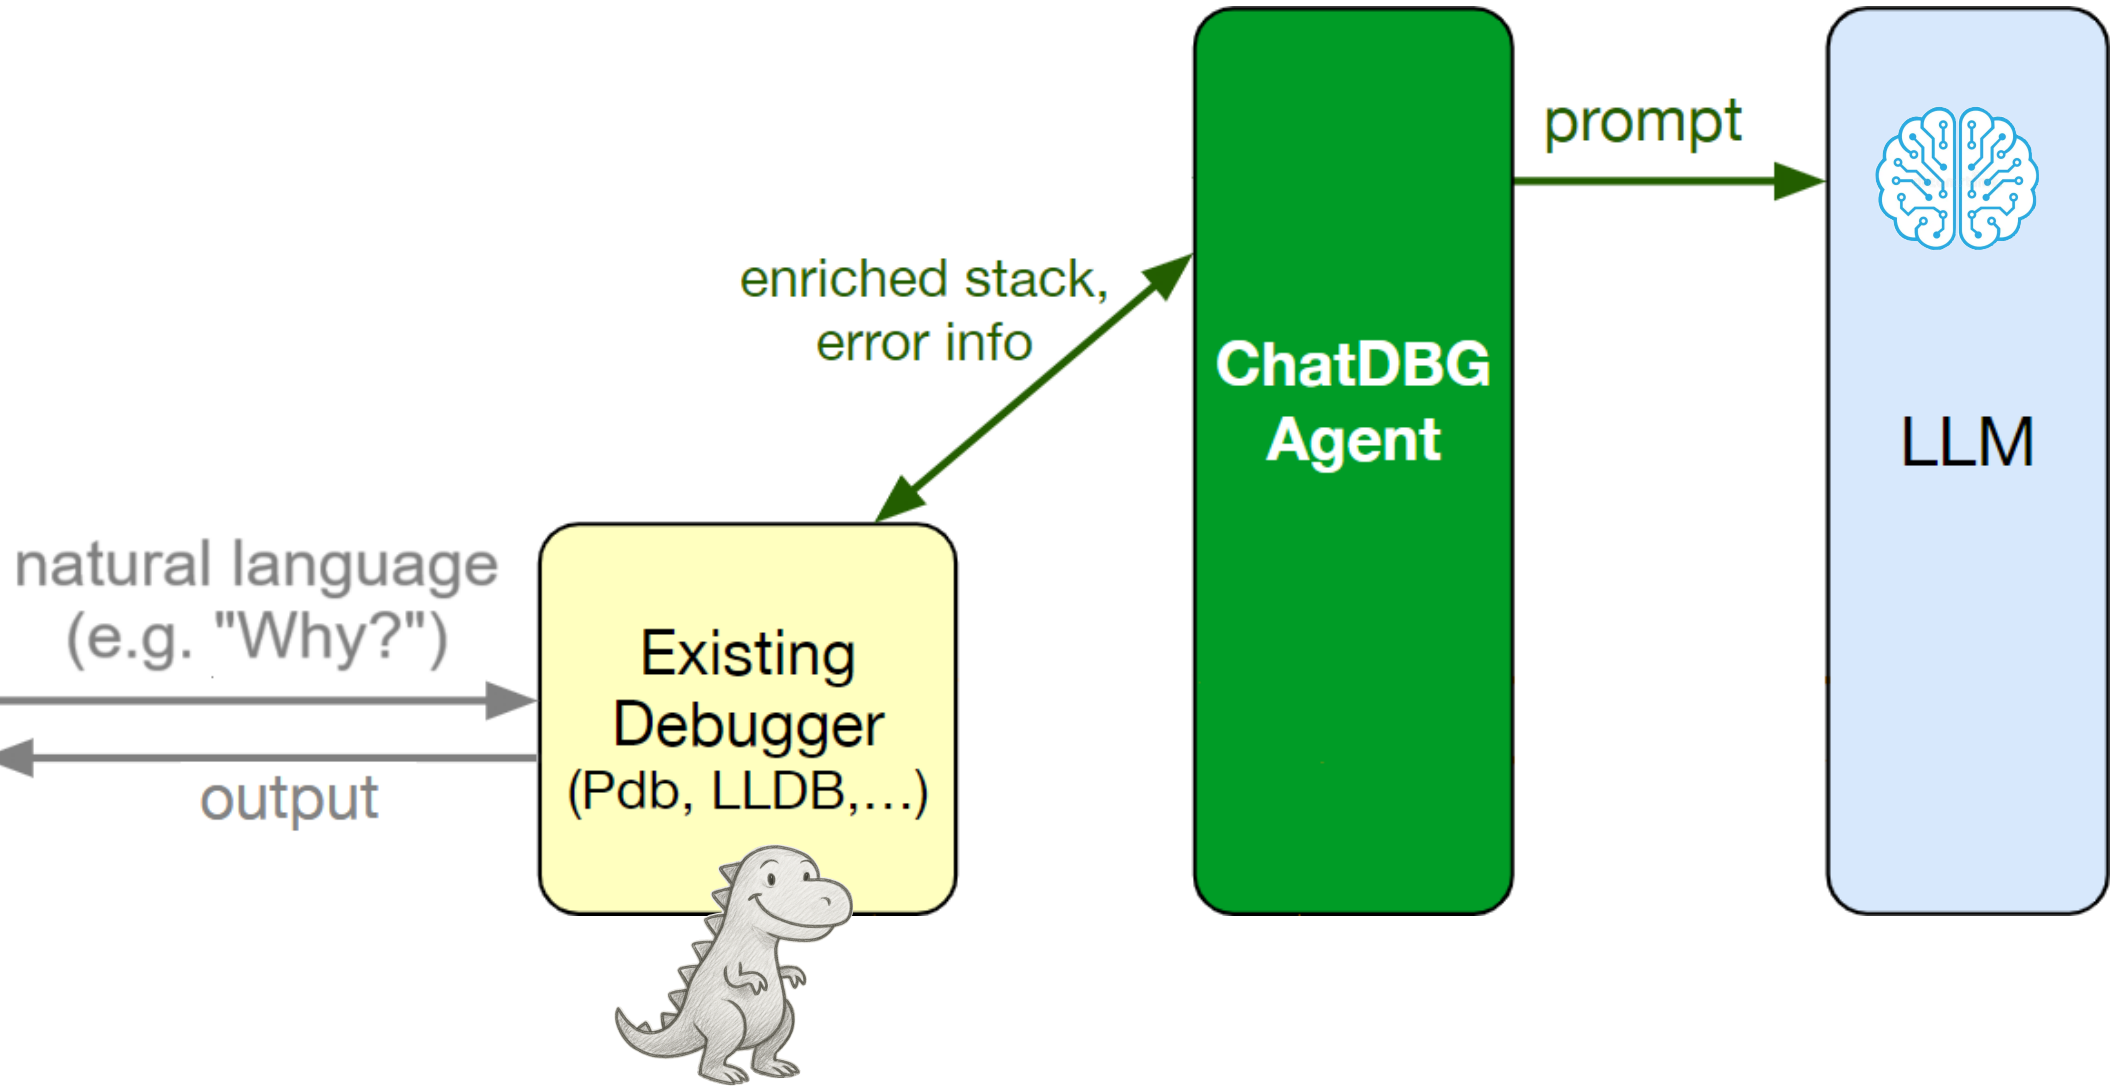 prompt
enriched stack,
error info
ChatDBG
Agent
LLM
natural language
(e.g. "Why?")
output
Existing
Debugger
(Pdb, LLDB,...)